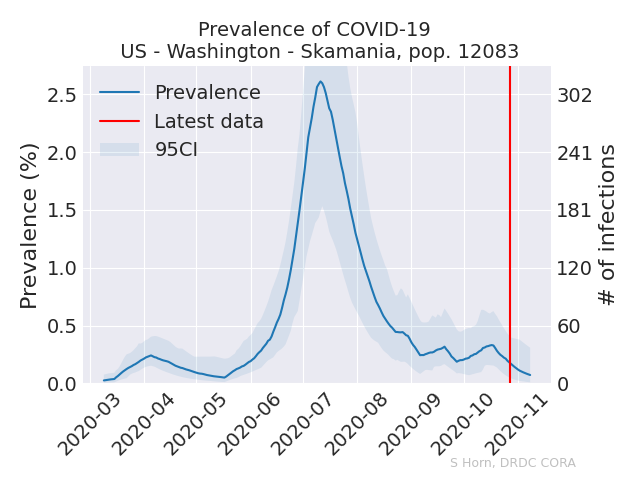 Prevalence of COVID-19
US - Washington - Skamania, pop. 12083
Prevalence
Latest data
95CI
Prevalence (%)
2.5
2.0
1.5
1.0
0.5
0.0
302
241
181
120
60
0
# of infections
2020-03
2020-04
2020-05
2020-06
2020-07
2020-08
2020-09
2020-10
2020-11
S Horn, DRDC CORA